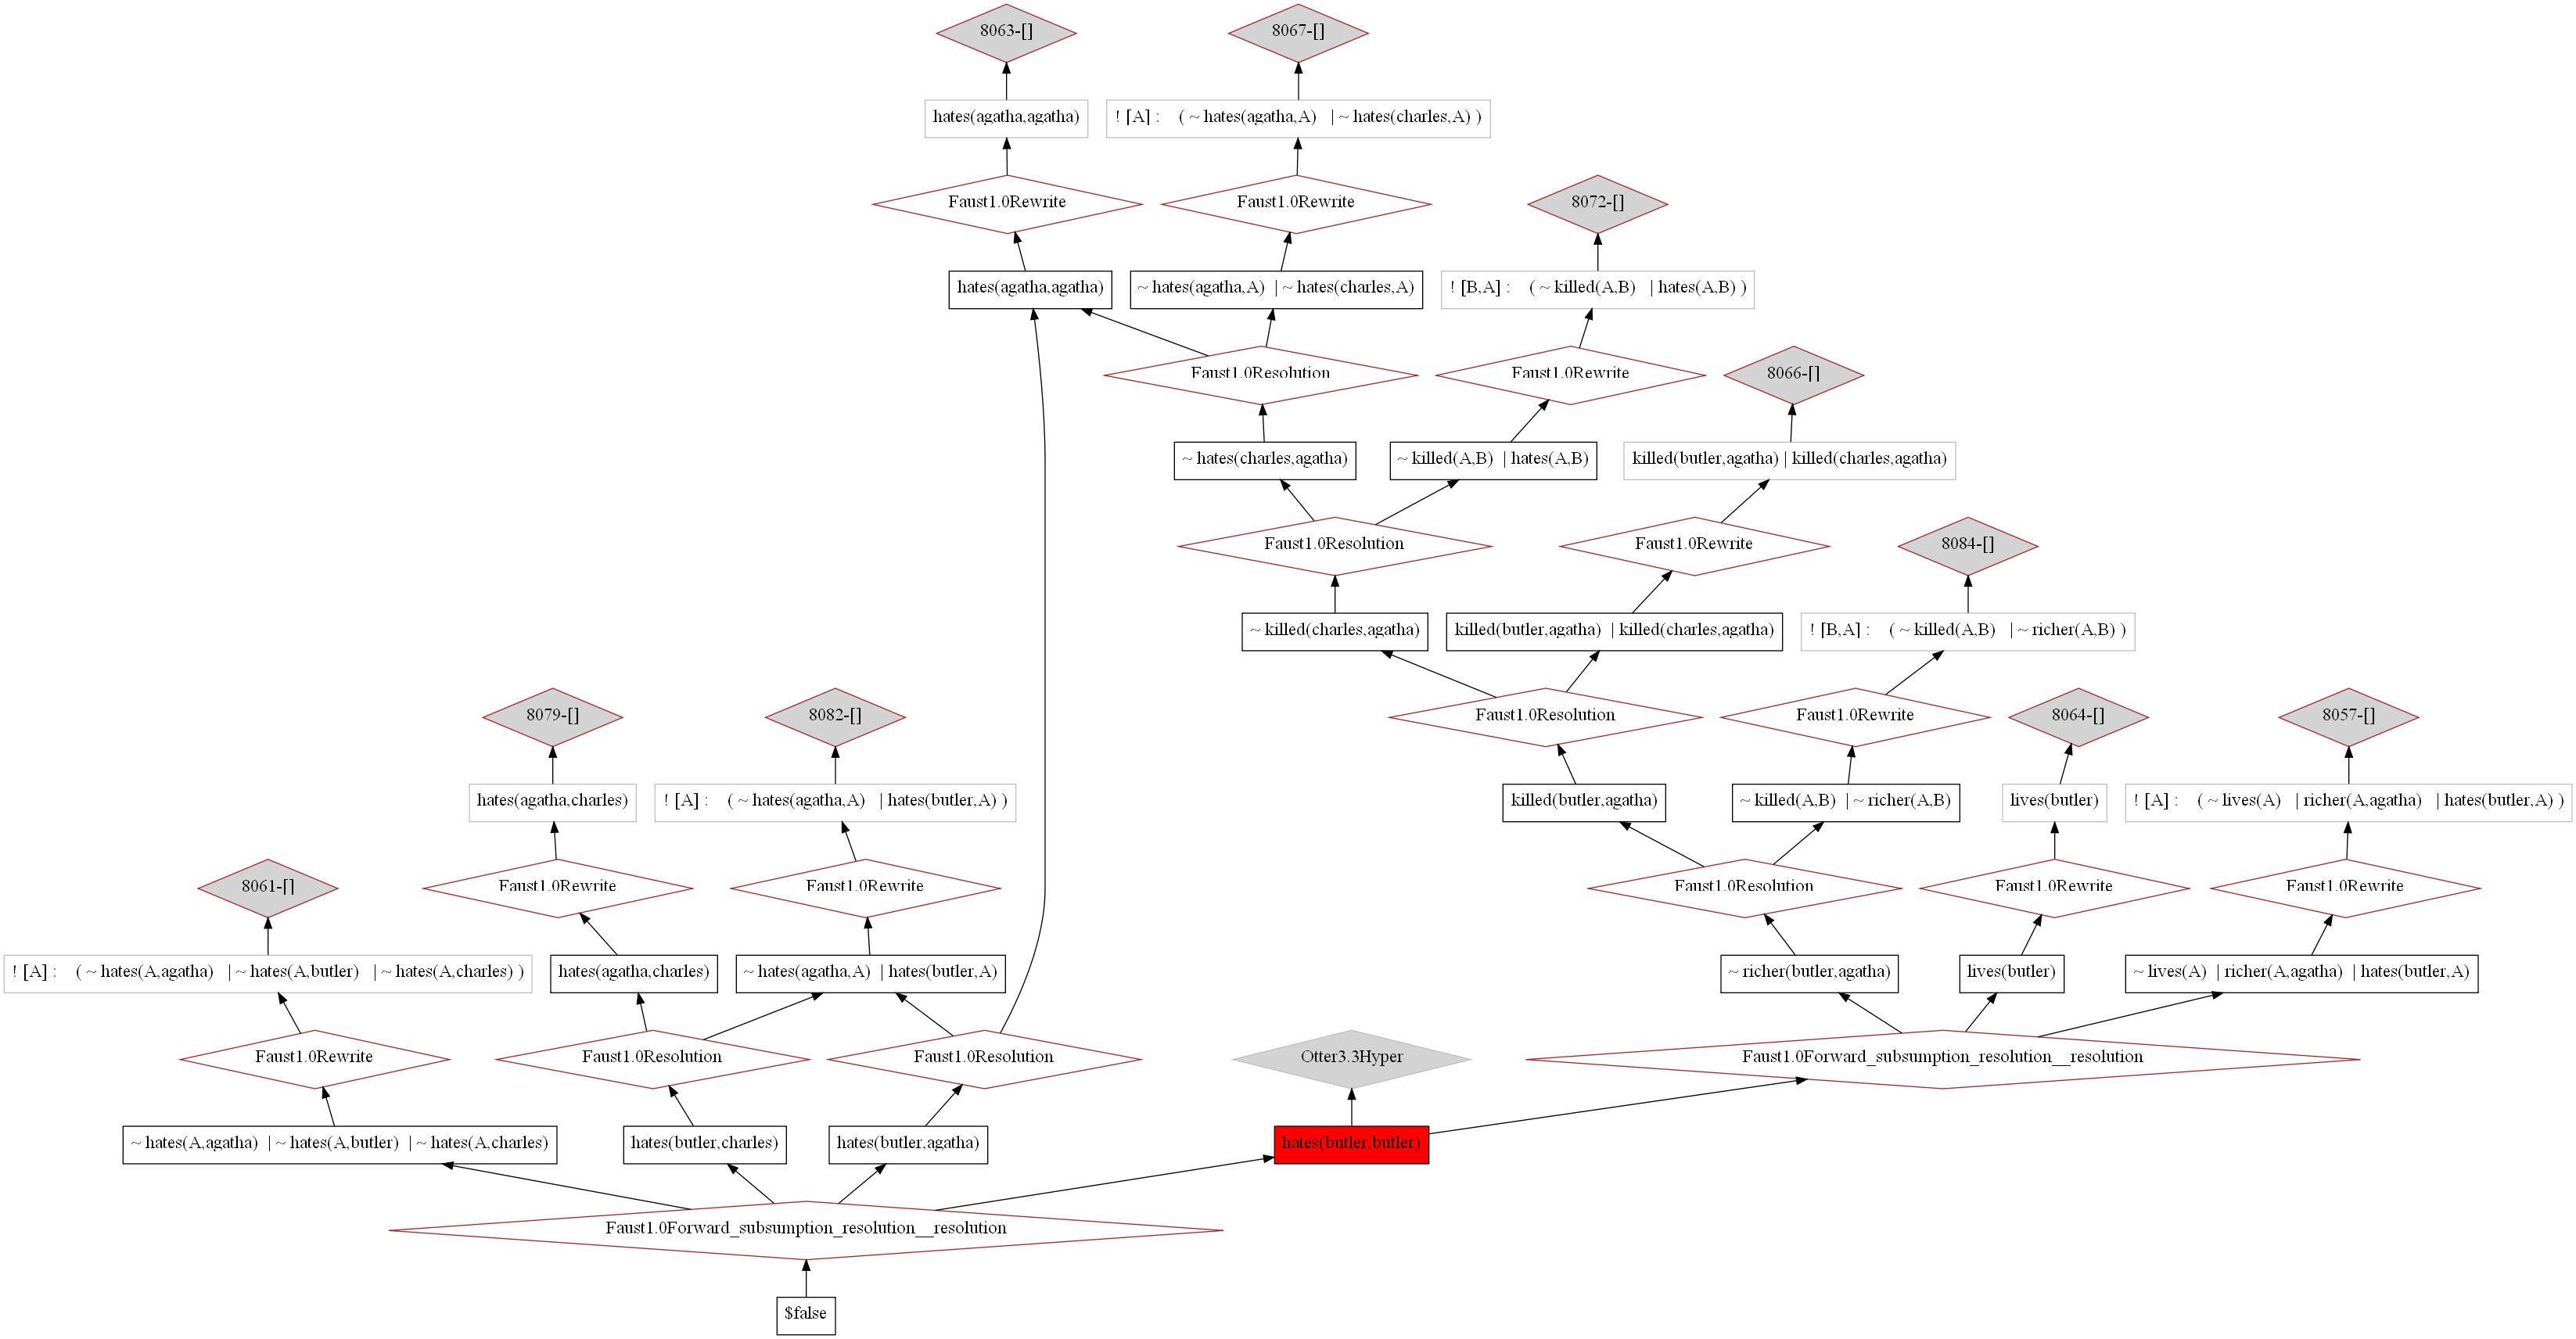 8063-[]
8067-[]
hates(agatha,agatha)
! [A] : ( ~ hates(agatha,A) | ~ hates(charles,A) )
Faust1.0Rewrite
Faust1.0Rewrite
8072-[]
hates(agatha,agatha)
~ hates(agatha,A) | ~ hates(charles,A)
! [B,A] : ( ~ killed(A,B) | hates(A,B) )
Faust1.0Resolution
Faust1.0Rewrite
8066-[]
~ hates(charles,agatha)
~ killed(A,B) | hates(A,B)
killed(butler,agatha) | killed(charles,agatha)
Faust1.0Resolution
Faust1.0Rewrite
8084-[]
~ killed(charles,agatha)
killed(butler,agatha) | killed(charles,agatha)
! [B,A] : ( ~ killed(A,B) | ~ richer(A,B) )
8079-[]
8082-[]
Faust1.0Resolution
Faust1.0Rewrite
8064-[]
8057-[]
hates(agatha,charles)
! [A] : ( ~ hates(agatha,A) | hates(butler,A) )
killed(butler,agatha)
~ killed(A,B) | ~ richer(A,B)
lives(butler)
! [A] : ( ~ lives(A) | richer(A,agatha) | hates(butler,A) )
8061-[]
Faust1.0Rewrite
Faust1.0Rewrite
Faust1.0Resolution
Faust1.0Rewrite
Faust1.0Rewrite
! [A] : ( ~ hates(A,agatha) | ~ hates(A,butler) | ~ hates(A,charles) )
hates(agatha,charles)
~ hates(agatha,A) | hates(butler,A)
~ richer(butler,agatha)
lives(butler)
~ lives(A) | richer(A,agatha) | hates(butler,A)
Faust1.0Rewrite
Faust1.0Resolution
Faust1.0Resolution
Otter3.3Hyper
Faust1.0Forward_subsumption_resolution__resolution
~ hates(A,agatha) | ~ hates(A,butler) | ~ hates(A,charles)
hates(butler,charles)
hates(butler,agatha)
hates(butler,butler)
Faust1.0Forward_subsumption_resolution__resolution
$false